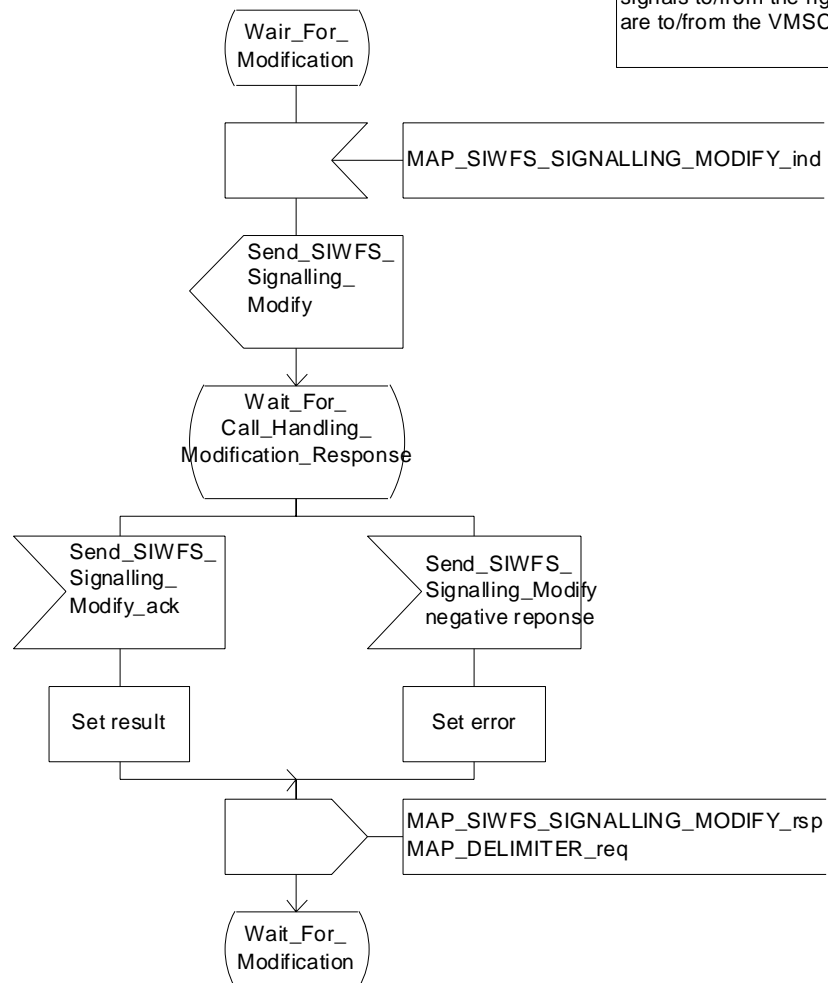 signals to/from the
are to/from the VMSC
Wair_For_
Modification
MAP_SIWFS_SIGNALLING_MODIFY_ind
Send_SIWFS_
Signalling_
Modify
Wait_For_
Call_Handling_
Modification_Response
Send_SIWFS_
Signalling_
Modify_ack
Send_SIWFS_
Signalling_Modify
negative reponse
Set result
Set error
MAP_SIWFS_SIGNALLING_MODIFY_rsp
MAP_DELIMITER_req
Wait_For_
Modification